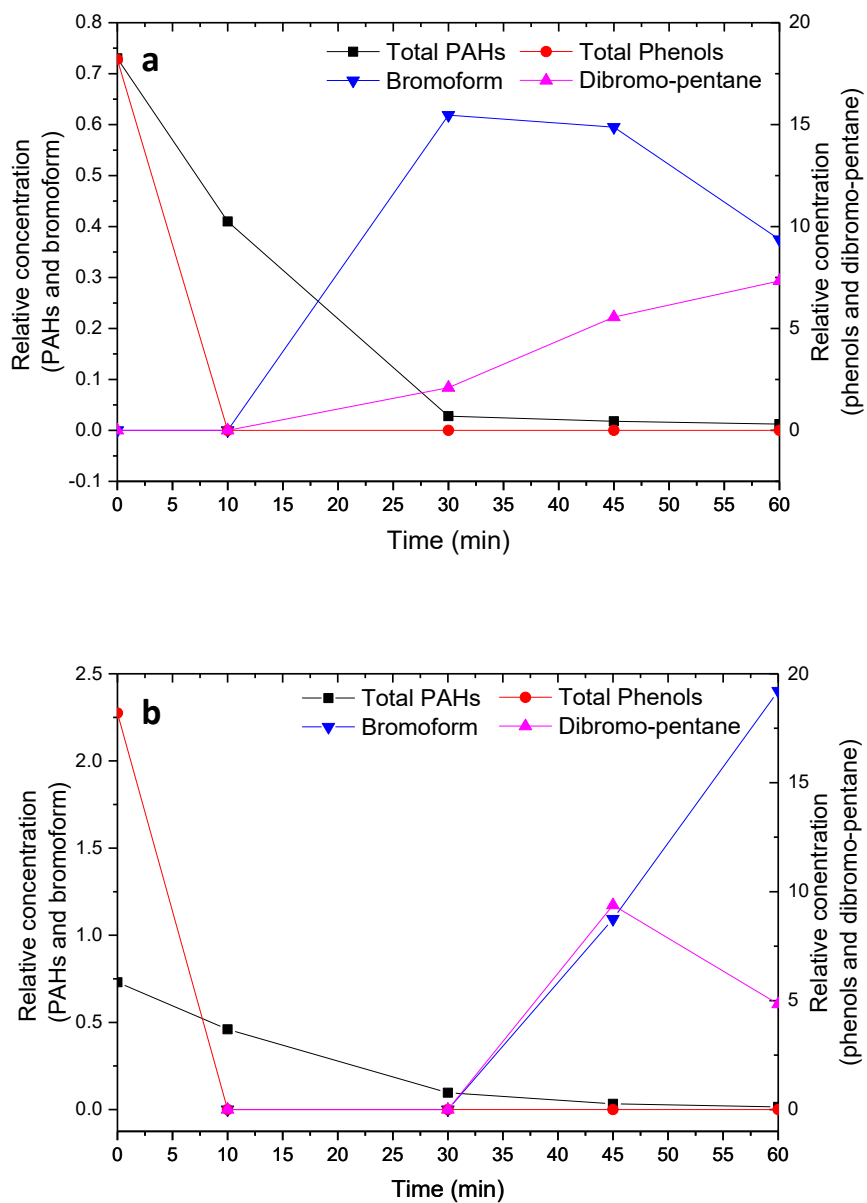 a
Total PAHs
Total Phenols
Bromoform
Dibromo-pentane
0.8
0.7
0.6
0.5
0.4
0.3
0.2
0.1
0.0
-0.1
20
15
10
5
0
0 5 10 15 20 25 30 35 40 45 50 55 60
Relative concentration
(PAHs and bromoform)
Relative conentration
(phenols and dibromo-pentane)
Time (min)
b
Total PAHs
Total Phenols
Bromoform
Dibromo-pentane
2.5
2.0
1.5
1.0
0.5
0.0
20
15
10
5
0
0 5 10 15 20 25 30 35 40 45 50 55 60
Relative concentration
(PAHs and bromoform)
Relative conentration
(phenols and dibromo-pentane)
Time (min)